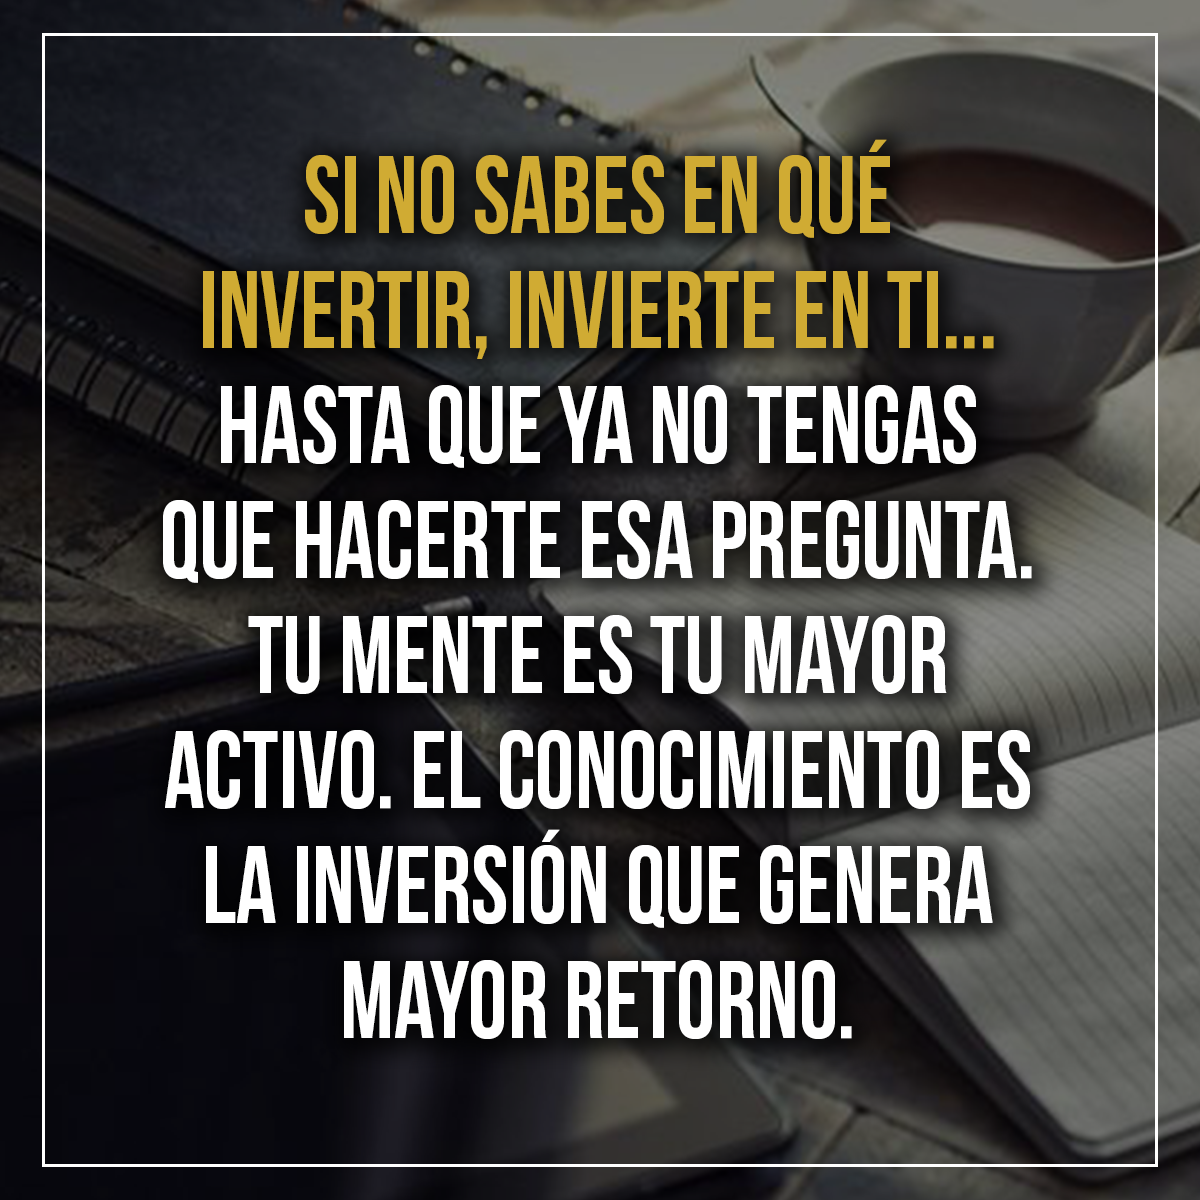 SI NO SABES EN QUÉ
INVERTIR, INVIERTE EN TI...
HASTA QUE YA NO TENGAS
QUE HACERTE ESA PREGUNTA.
TU MENTE ES TU MAYOR
ACTIVO. EL CONOCIMIENTO ES
LA INVERSIÓN QUE GENERA
MAYOR RETORNO.